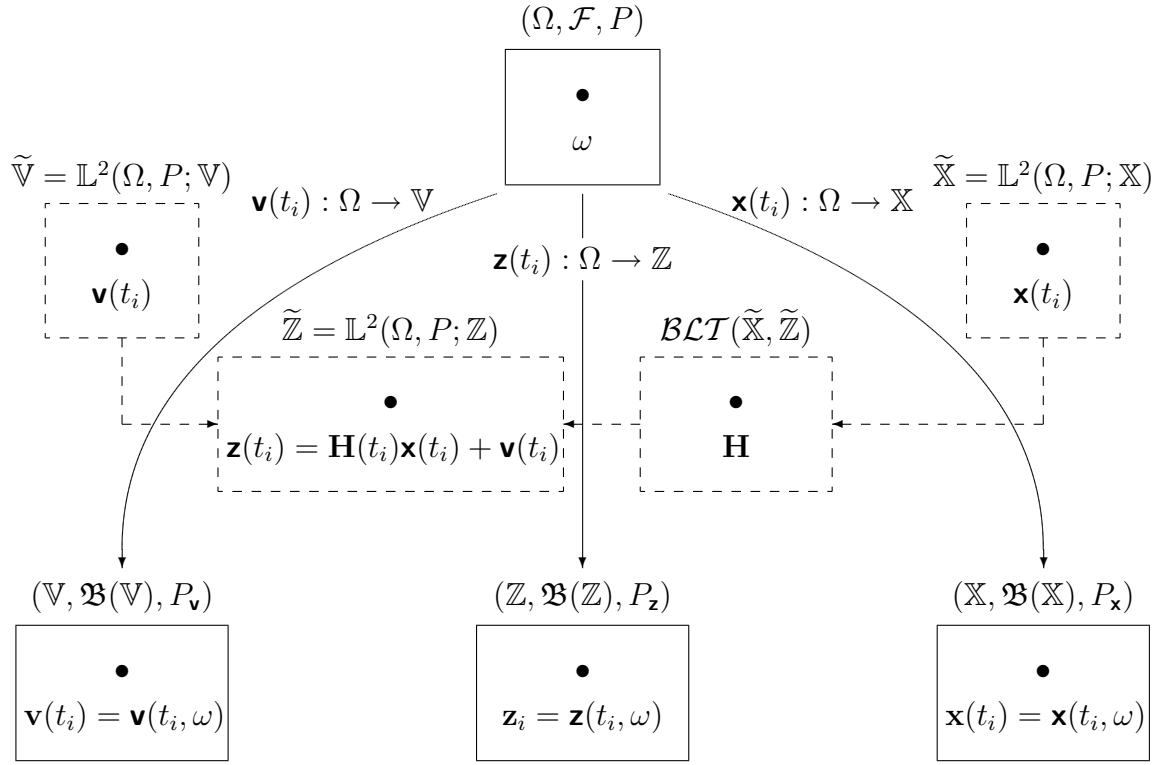 (Ω, ℱ, P)
ω
𝕍̃ = 𝕃²(Ω, P; 𝕍)
𝘃(tᵢ) : Ω → 𝕍
𝘅(tᵢ) : Ω → 𝕏
𝕏̃ = 𝕃²(Ω, P; 𝕏)
𝘃(tᵢ)
𝘇(tᵢ) : Ω → ℤ
𝘅(tᵢ)
ℤ̃ = 𝕃²(Ω, P; ℤ)
ℬℒ𝒯(𝕏̃, ℤ̃)
𝘇(tᵢ) = 𝐇(tᵢ)𝘅(tᵢ) + 𝘃(tᵢ)
𝐇
(𝕍, 𝕭(𝕍), P_𝘃)
(ℤ, 𝕭(ℤ), P_𝘇)
(𝕏, 𝕭(𝕏), P_𝘅)
𝐯(tᵢ) = 𝘃(tᵢ, ω)
𝐳ᵢ = 𝘇(tᵢ, ω)
𝐱(tᵢ) = 𝘅(tᵢ, ω)